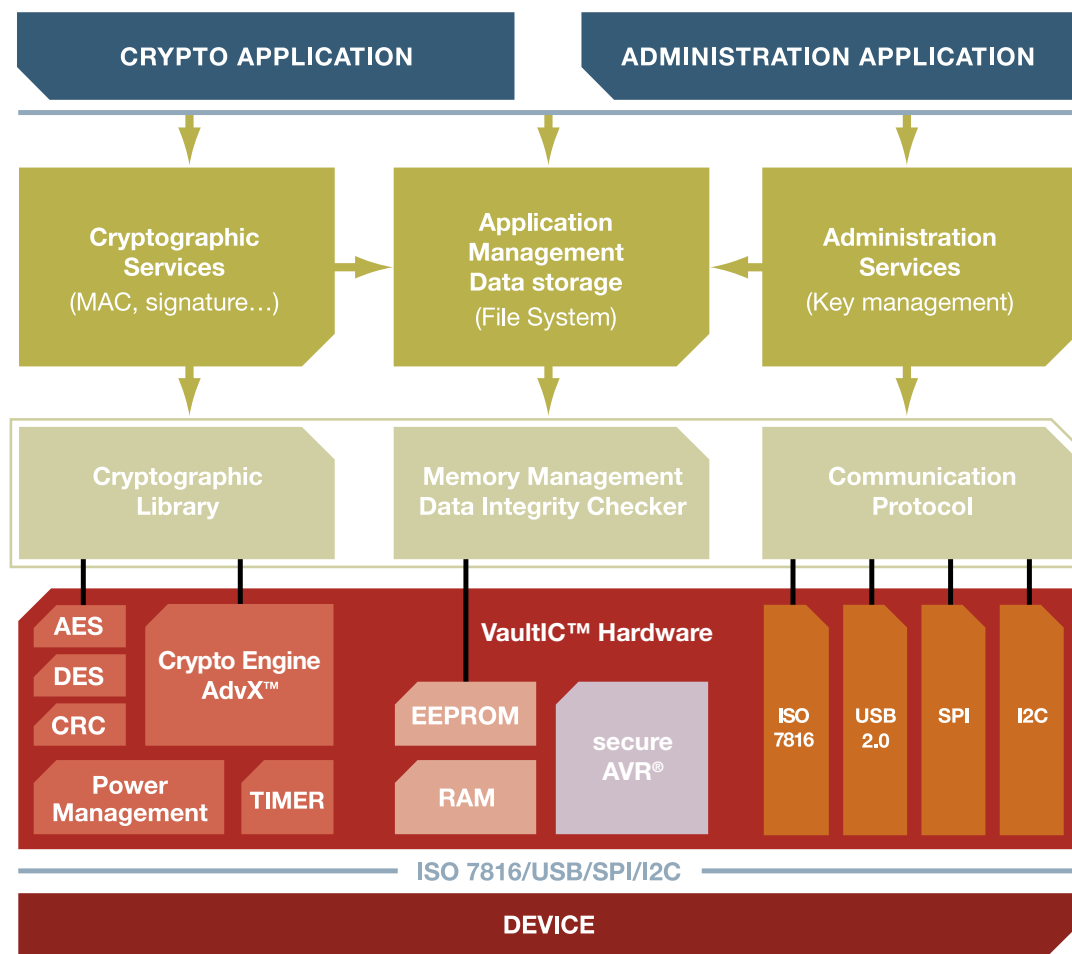 CRYPTO APPLICATION
ADMINISTRATION APPLICATION
Cryptographic
Services
(MAC, signature…)
Application
Management
Data storage
(File System)
Administration
Services
(Key management)
Cryptographic
Library
Memory Management
Data Integrity Checker
Communication
Protocol
VaultIC™ Hardware
AES
DES
CRC
Crypto Engine
AdvX™
Power
Management
TIMER
EEPROM
RAM
secure
AVR®
ISO
7816
USB
2.0
SPI
I2C
ISO 7816/USB/SPI/I2C
DEVICE